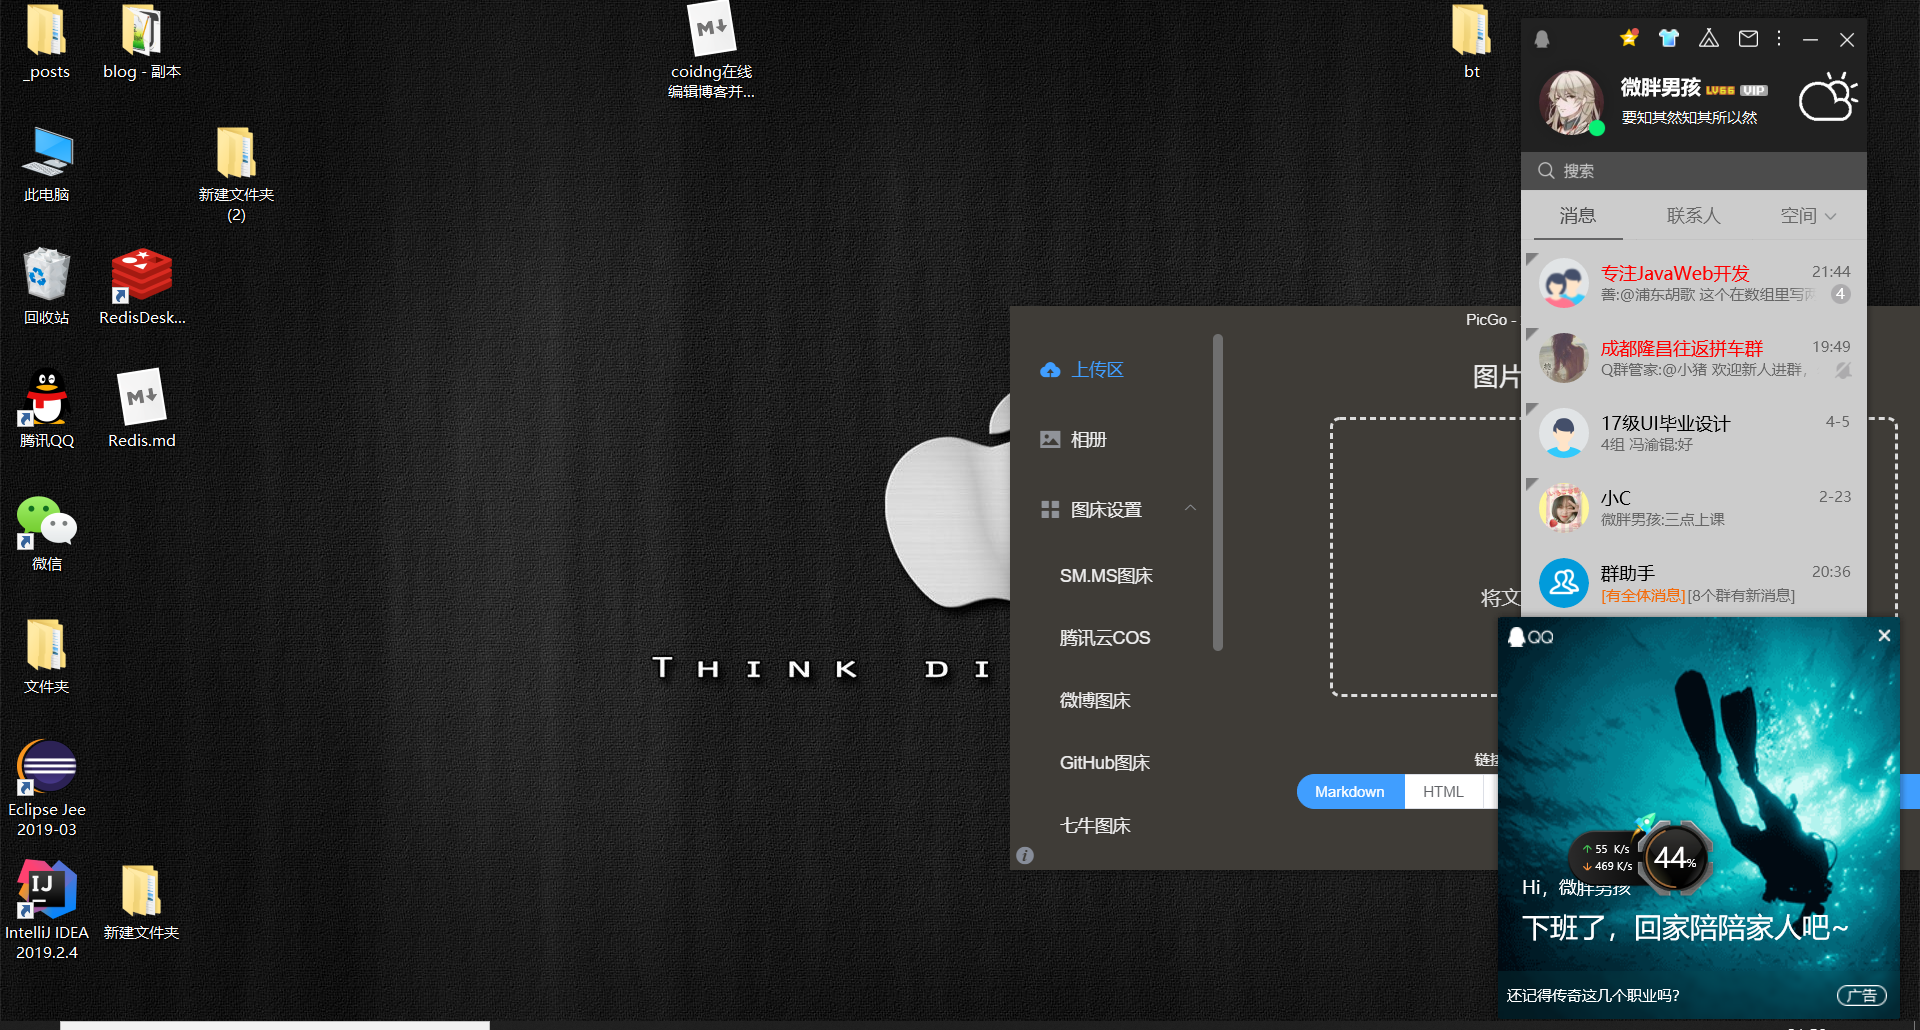 _posts
blog - 副本
coidng在线
编辑博客并...
bt
此电脑
新建文件夹
(2)
回收站
RedisDesk...
腾讯QQ
M
Redis.md
微信
文件夹
Eclipse Jee
2019-03
IJ
IntelliJ IDEA
2019.2.4
新建文件夹
THINK DI
PicGo -
上传区
相册
图床设置
SM.MS图床
腾讯云COS
微博图床
GitHub图床
七牛图床
图片
将文
链接
Markdown
HTML
微胖男孩 LV66 VIP
要知其然知其所以然
搜索
消息
联系人
空间
专注JavaWeb开发
21:44
善:@浦东胡歌 这个在数组里写
4
成都隆昌往返拼车群
19:49
Q群管家:@小猪 欢迎新人进群，
17级UI毕业设计
4-5
4组 冯渝锟:好
小C
2-23
微胖男孩:三点上课
群助手
20:36
[有全体消息][8个群有新消息]
QQ
55 K/s
469 K/s
44%
Hi，微胖男孩
下班了，回家陪陪家人吧~
还记得传奇这几个职业吗?
广告